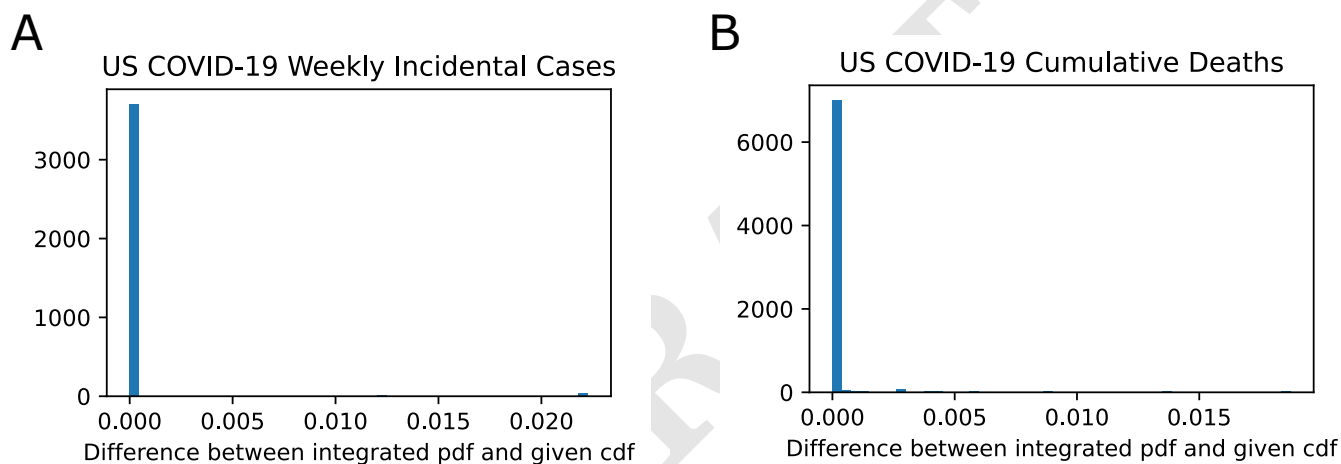 A
US COVID-19 Weekly Incidental Cases
3000
2000
1000
0
0.000 0.005 0.010 0.015 0.020
Difference between integrated pdf and given cdf
B
US COVID-19 Cumulative Deaths
6000
4000
2000
0
0.000 0.005 0.010 0.015
Difference between integrated pdf and given cdf